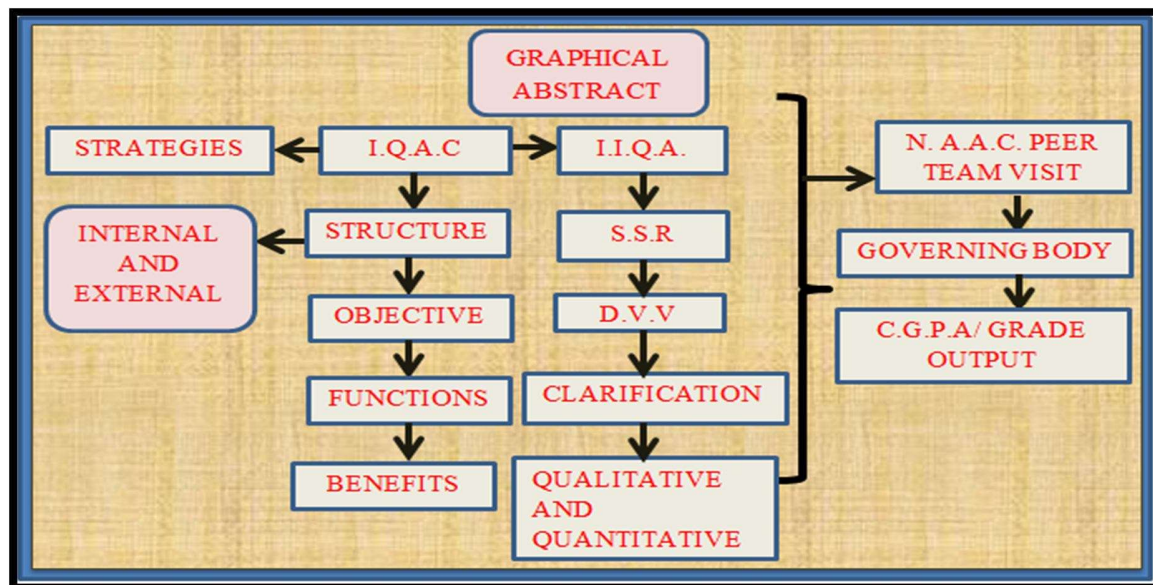 GRAPHICAL
ABSTRACT
STRATEGIES
I.Q.A.C
I.I.Q.A.
N. A.A.C. PEER
TEAM VISIT
INTERNAL
AND
EXTERNAL
STRUCTURE
S.S.R
GOVERNING BODY
OBJECTIVE
D.V.V
C.G.P.A/ GRADE
OUTPUT
FUNCTIONS
CLARIFICATION
BENEFITS
QUALITATIVE
AND
QUANTITATIVE